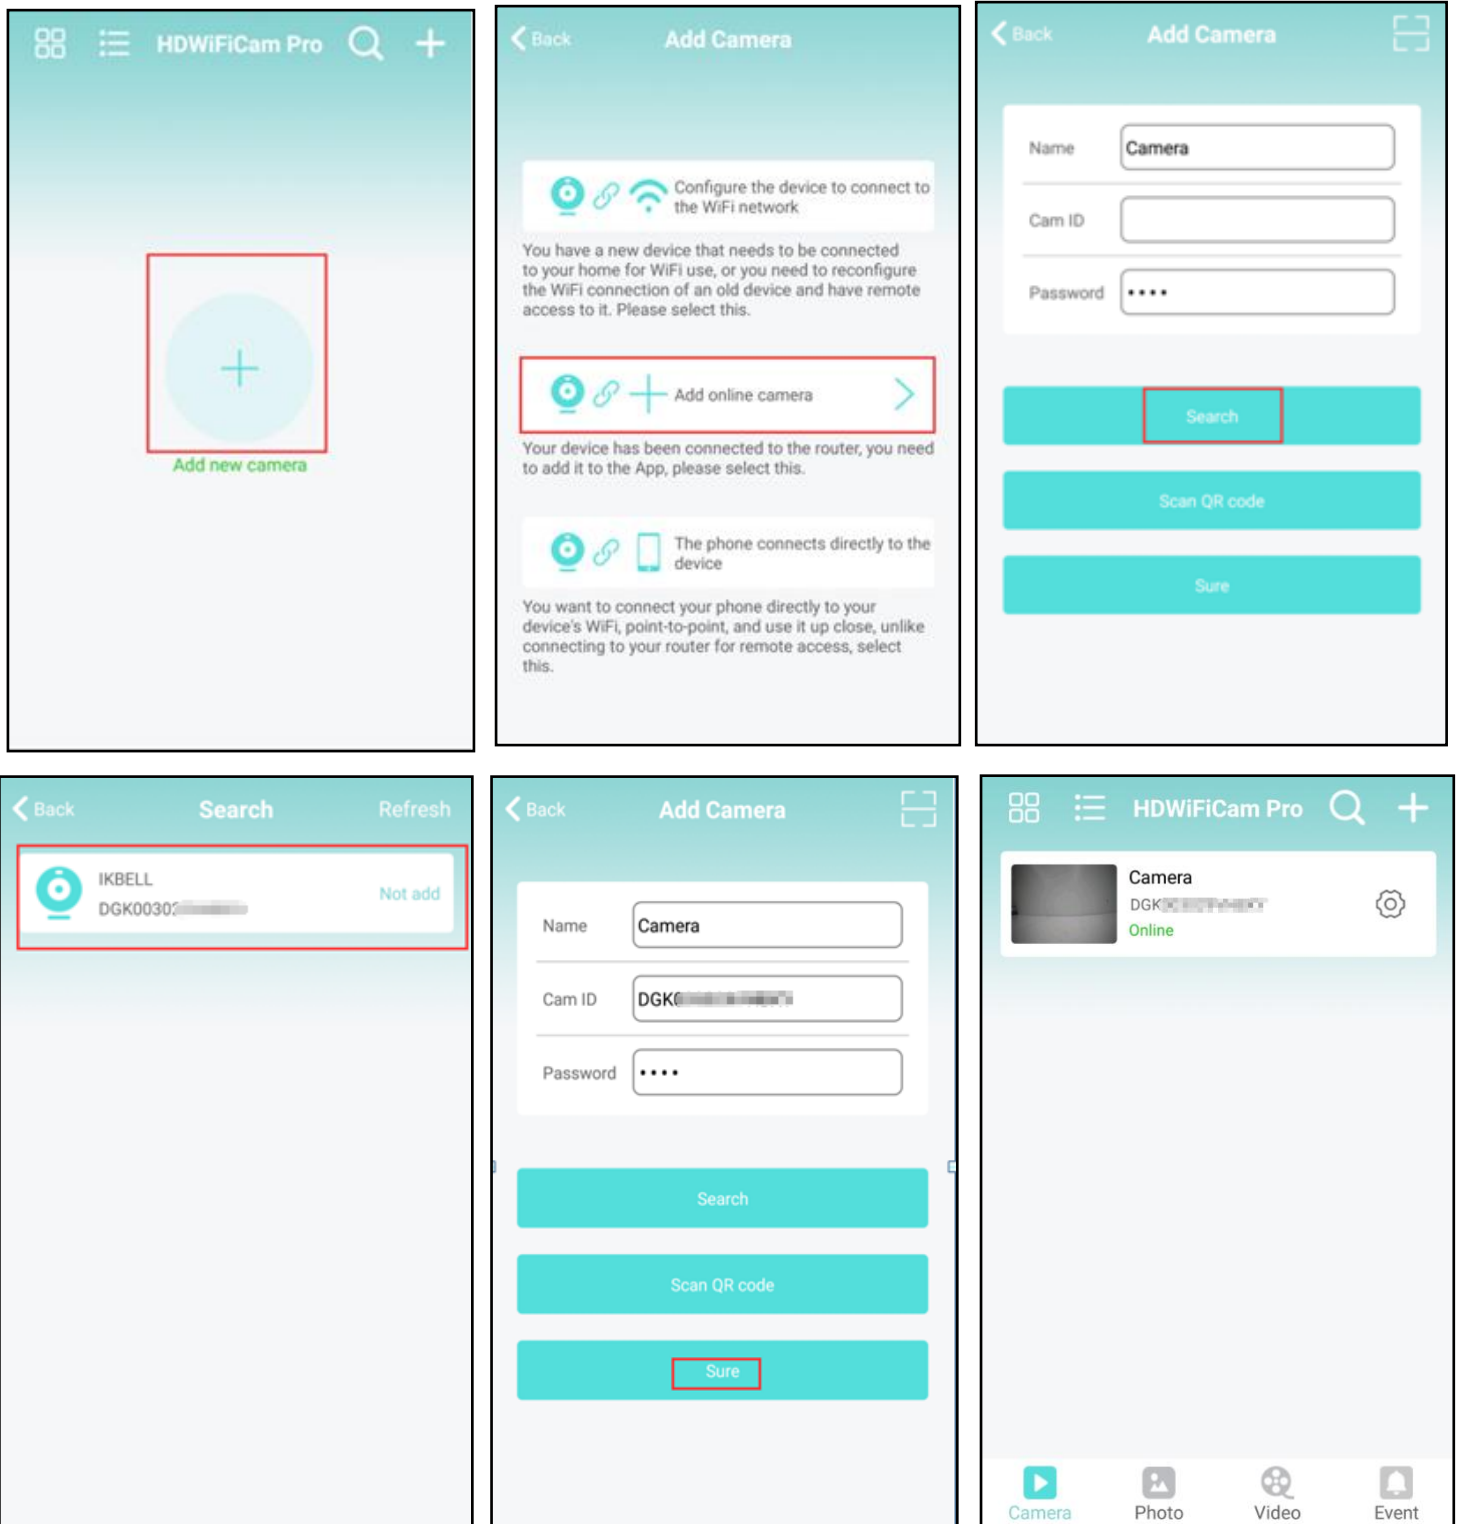 HDWiFiCam Pro
Add new camera
Back
Add Camera
Configure the device to connect to
the WiFi network
You have a new device that needs to be connected
to your home for WiFi use, or you need to reconfigure
the WiFi connection of an old device and have remote
access to it. Please select this.
Add online camera
Your device has been connected to the router, you need
to add it to the App, please select this.
The phone connects directly to the
device
You want to connect your phone directly to your
device's WiFi, point-to-point, and use it up close, unlike
connecting to your router for remote access, select
this.
Back
Add Camera
Name
Camera
Cam ID
Password
••••
Search
Scan QR code
Sure
Back
Search
Refresh
IKBELL
DGK0030
Not add
Back
Add Camera
Name
Camera
Cam ID
DGK
Password
••••
Search
Scan QR code
Sure
HDWiFiCam Pro
Camera
DGK
Online
Camera
Photo
Video
Event